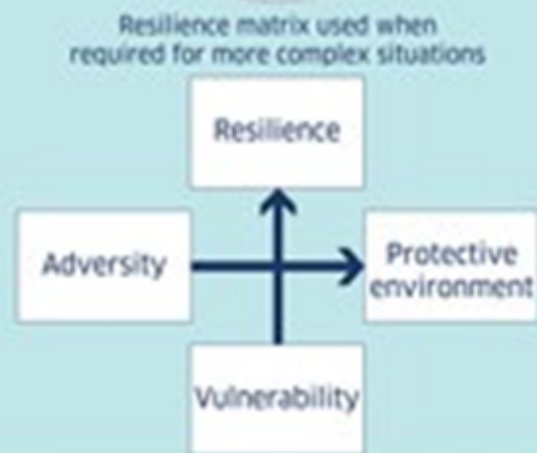 Resilience matrix used when
required for more complex situations
Resilience
Adversity
Protective
environment
Vulnerability